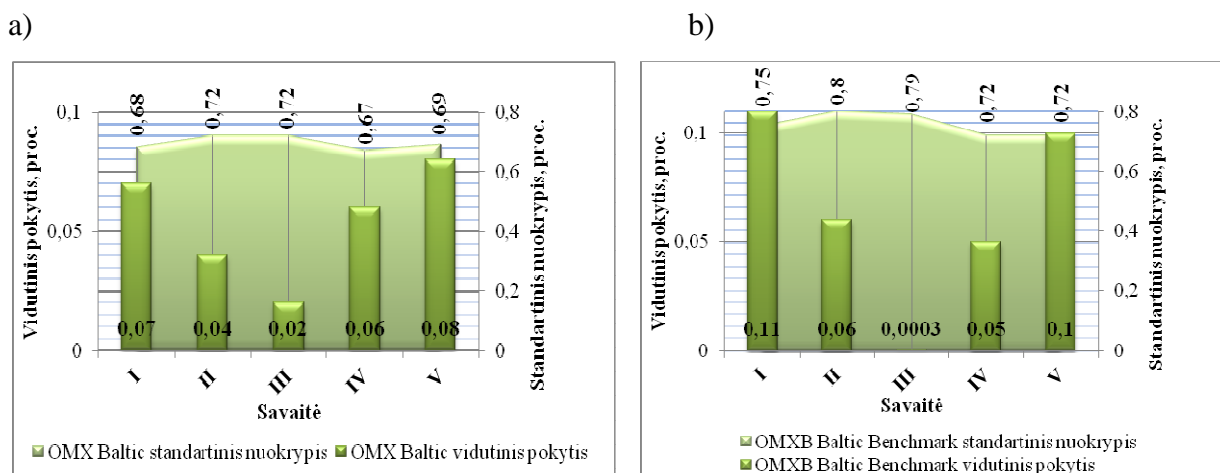 a)
0,68
0,72
0,72
0,67
0,69
0,1
0,05
0
Vidutinis pokytis, proc.
0,8
0,6
0,4
0,2
0
Standartinis nuokrypis, proc.
0,07
0,04
0,02
0,06
0,08
I
II
III
IV
V
Savaitė
OMX Baltic standartinis nuokrypis
OMX Baltic vidutinis pokytis
b)
0,75
0,8
0,79
0,72
0,72
0,1
0,05
0
Vidutinis pokytis, proc.
0,8
0,6
0,4
0,2
0
Standartinis nuokrypis, proc.
0,11
0,06
0,0003
0,05
0,1
I
II
III
IV
V
Savaitė
OMXB Baltic Benchmark standartinis nuokrypis
OMXB Baltic Benchmark vidutinis pokytis